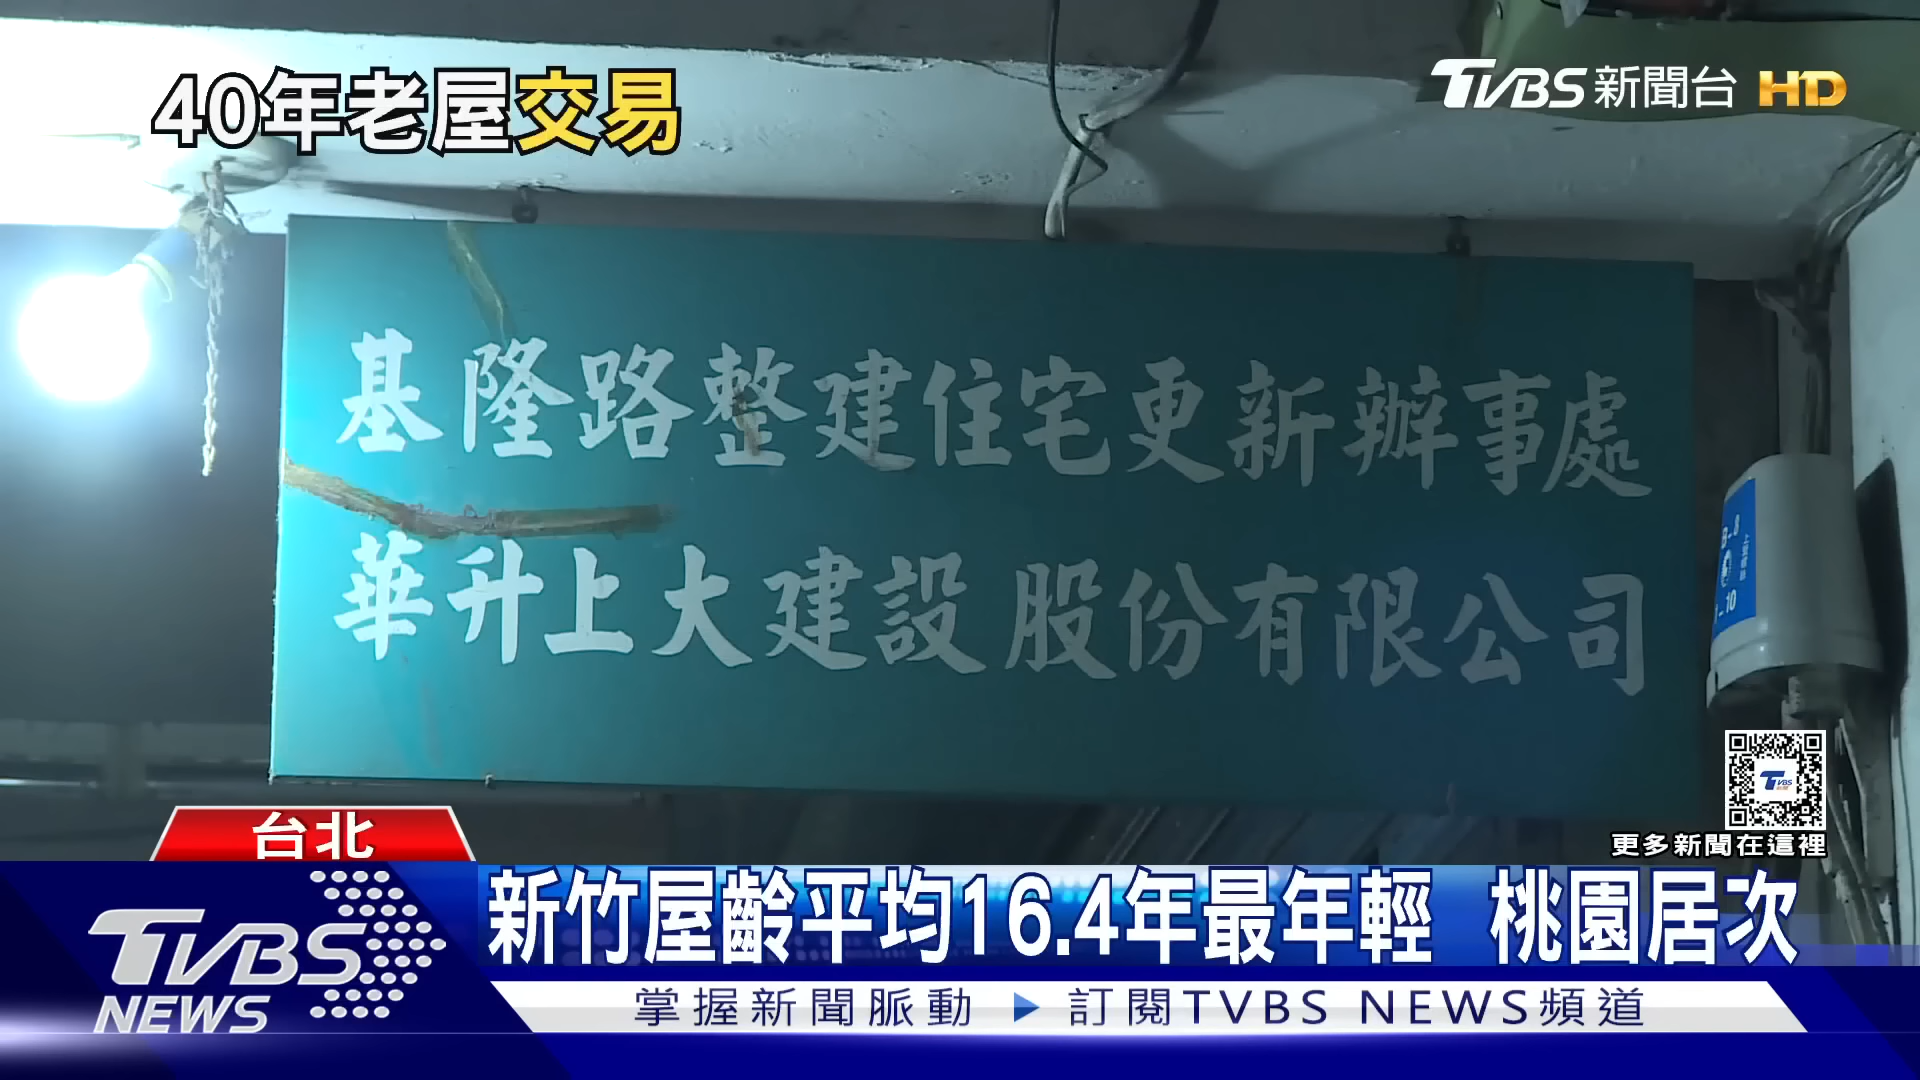 40年老屋交易
TVBS新聞台 HD
基隆路整建住宅更新辦事處
華升上大建設股份有限公司
TVBS
更多新聞在這裡
台北
新竹屋齡平均16.4年最年輕 桃園居次
TVBS
NEWS
掌握新聞脈動 ▶ 訂閱TVBS NEWS頻道